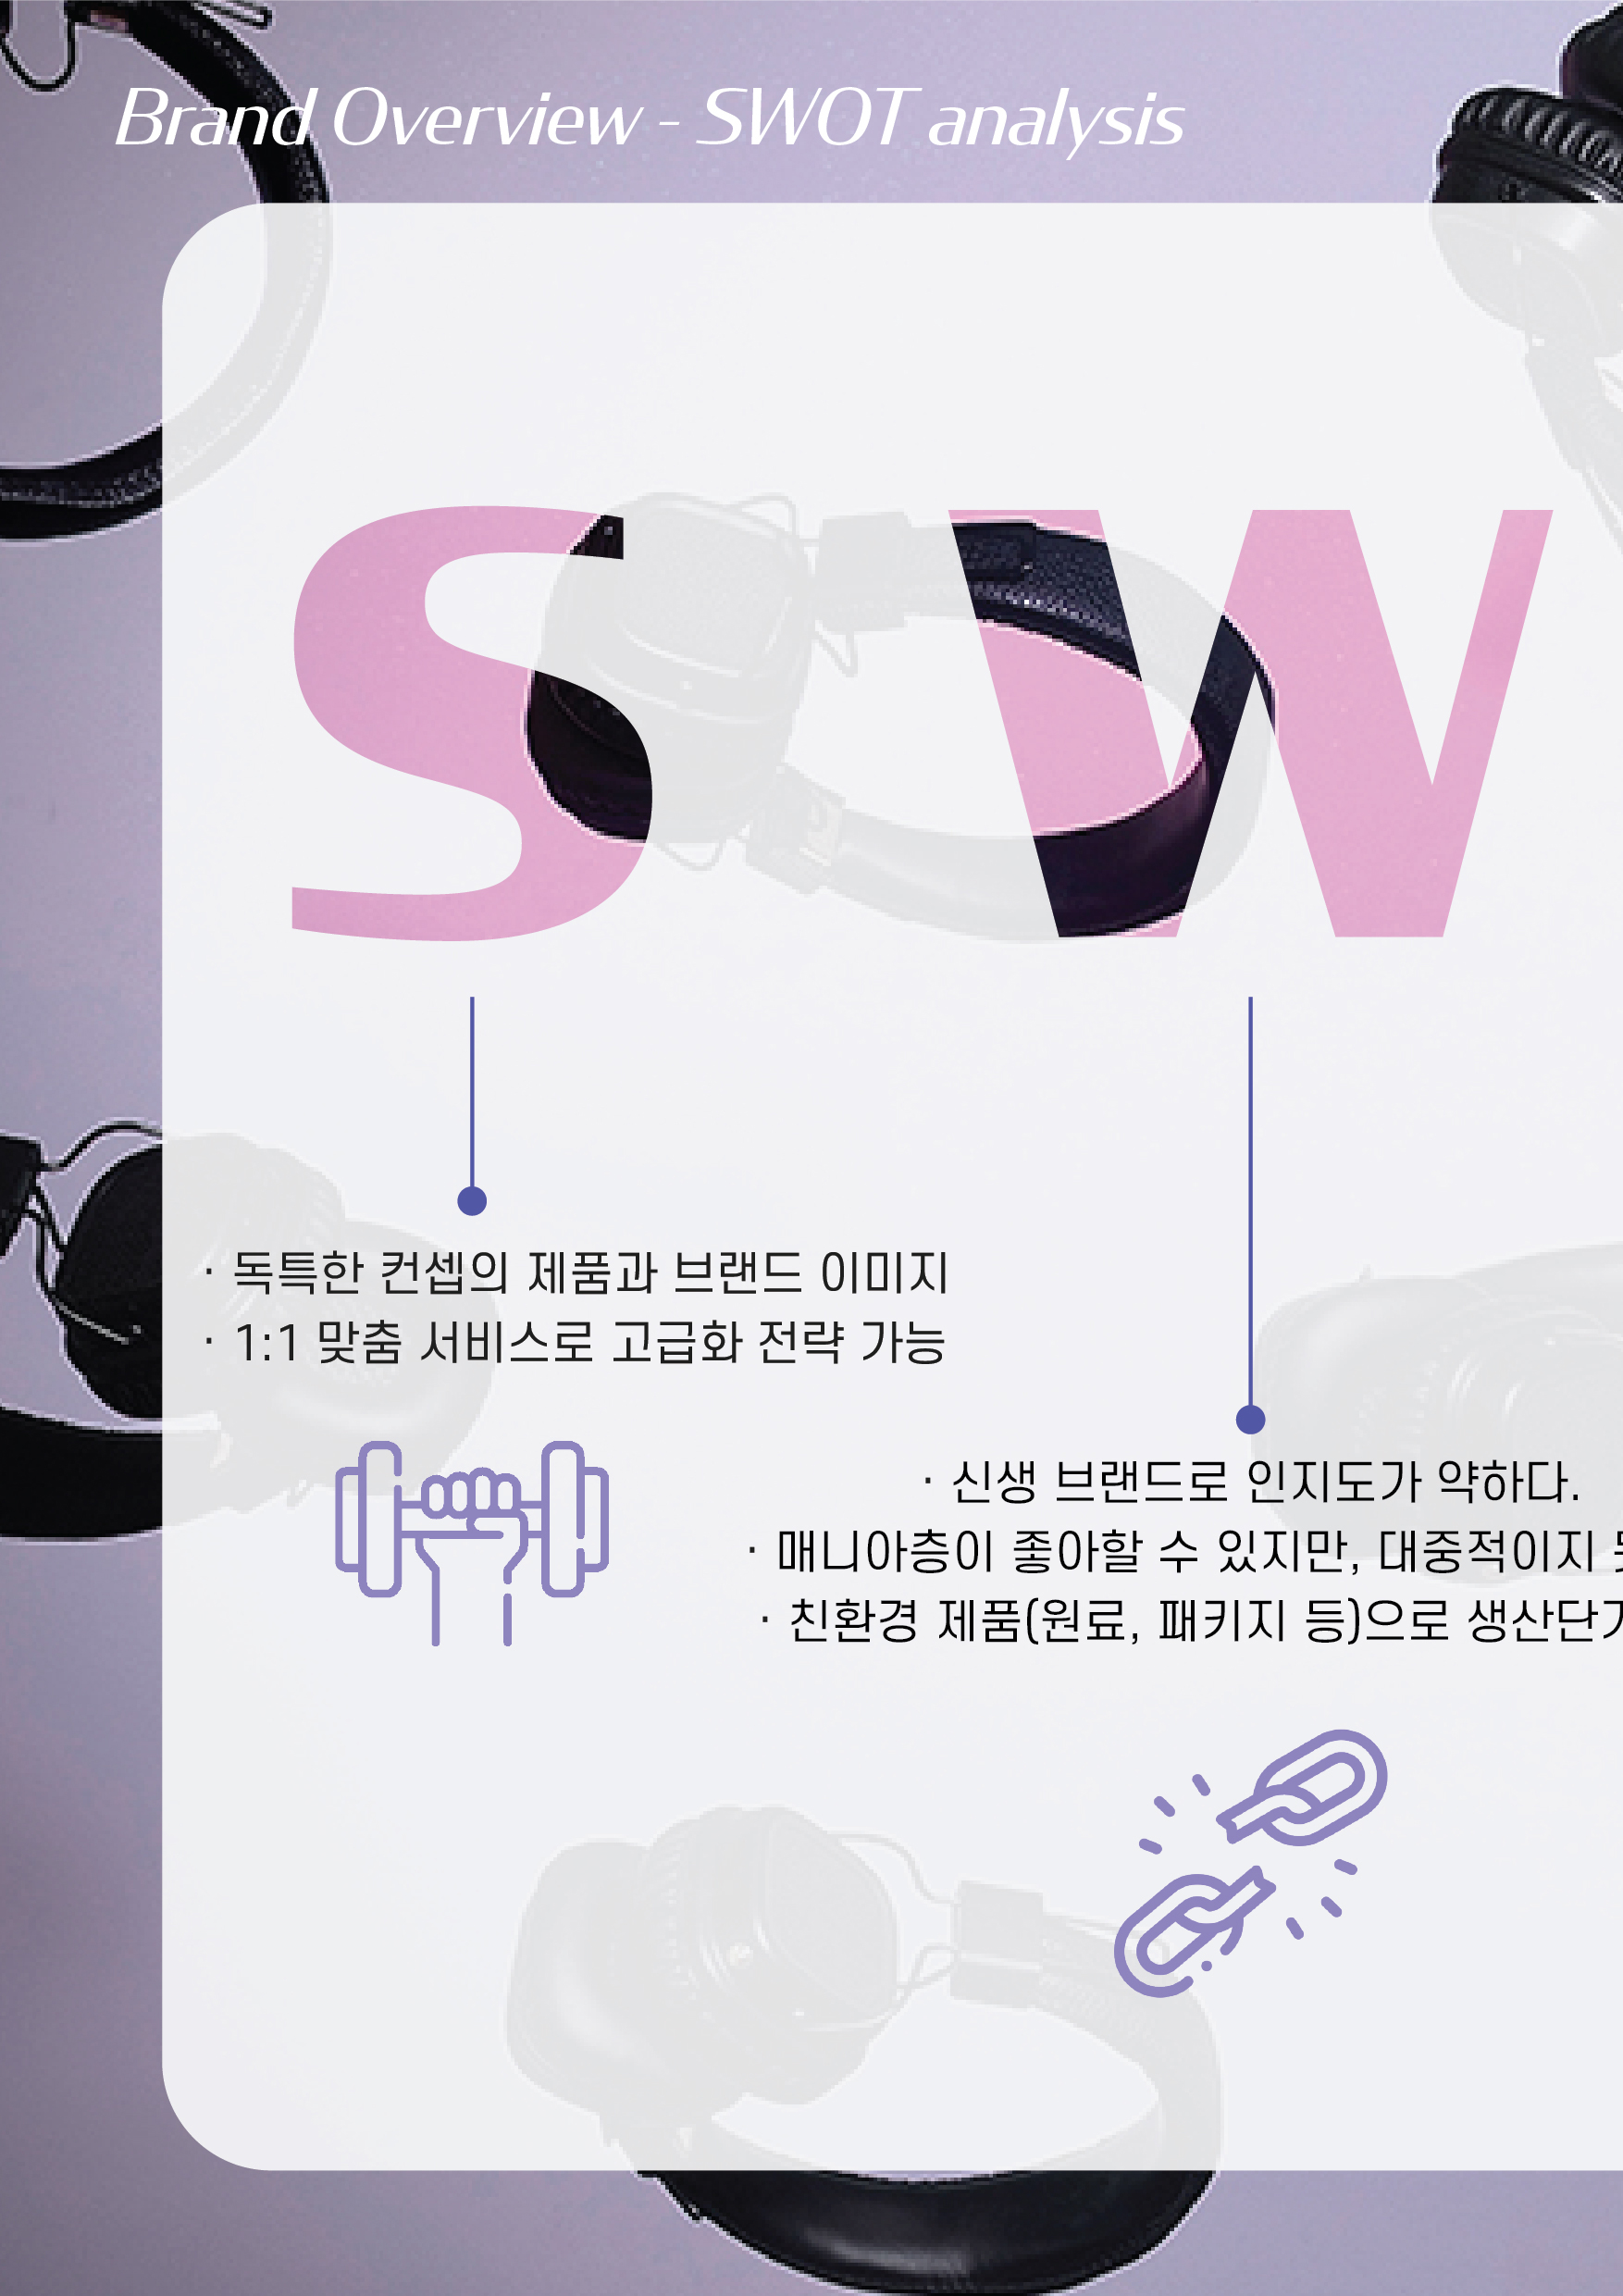 Brand Overview - SWOT analysis
S W
· 독특한 컨셉의 제품과 브랜드 이미지
· 1:1 맞춤 서비스로 고급화 전략 가능
· 신생 브랜드로 인지도가 약하다.
· 매니아층이 좋아할 수 있지만, 대중적이지
· 친환경 제품(원료, 패키지 등)으로 생산단가